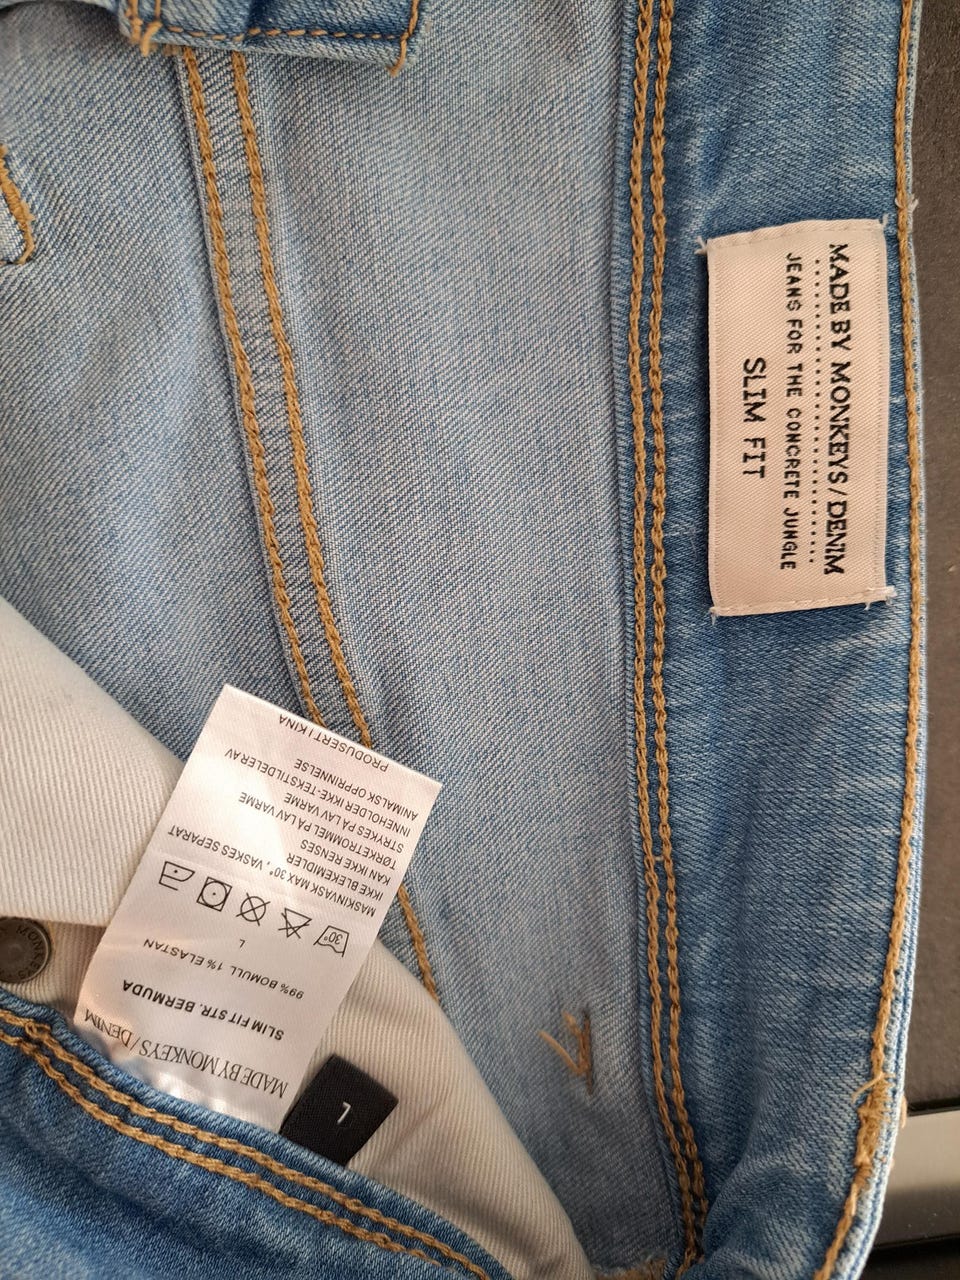 MADE BY MONKEYS/DENIM
JEANS FOR THE CONCRETE JUNGLE
SLIM FIT
MADE BY MONKEYS/DENIM
SLIM FIT STR. BERMUDA
99% BOMULL 1% ELASTAN
L
30°
MASKINVASK MAX30°, VASKES SEPARAT
IKKE BLEKEMIDLER
KAN IKKE RENSES
TØRKETROMMEL PÅ LAV VARME
STRYKES PÅ LAV VARME
INNEHOLDER IKKE-TEKSTILDELER AV
ANIMALSK OPPRINNELSE
PRODUSERT I KINA
L
MONKEYS